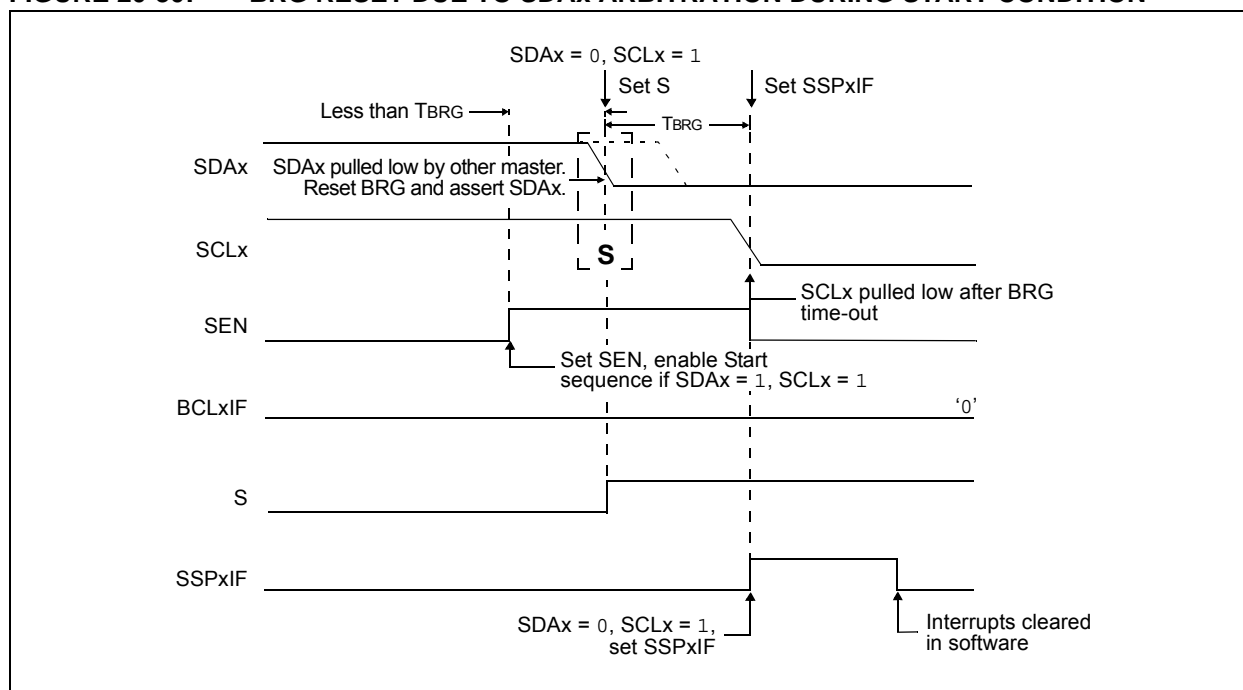 SDAx = 0, SCLx = 1
Set S
Set SSPxIF
Less than TBRG
TBRG
SDAx
SDAx pulled low by other master.
Reset BRG and assert SDAx.
SCLx
S
SCLx pulled low after BRG
time-out
SEN
Set SEN, enable Start
sequence if SDAx = 1, SCLx = 1
BCLxIF
‘0’
S
SSPxIF
SDAx = 0, SCLx = 1,
set SSPxIF
Interrupts cleared
in software